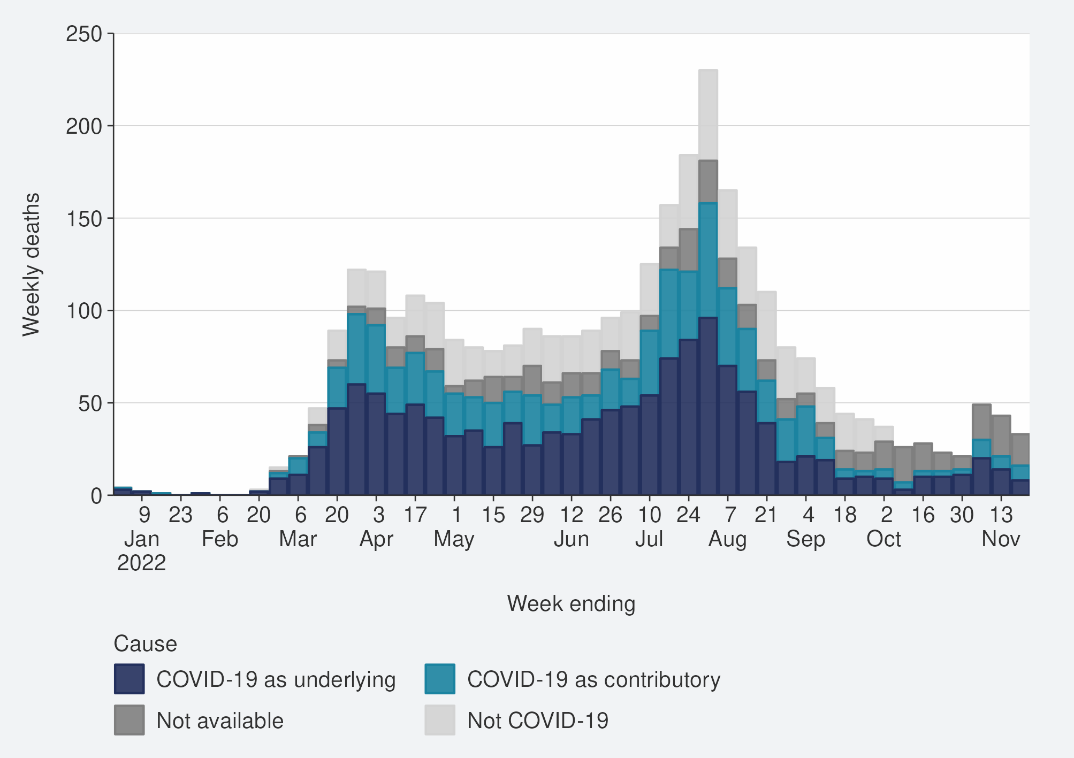 250
200
150
100
50
0
Weekly deaths
9 23 6 20 6 20 3 17 1 15 29 12 26 10 24 7 21 4 18 2 16 30 13
Jan Feb Mar Apr May Jun Jul Aug Sep Oct Nov
2022
Week ending
Cause
COVID-19 as underlying COVID-19 as contributory
Not available Not COVID-19